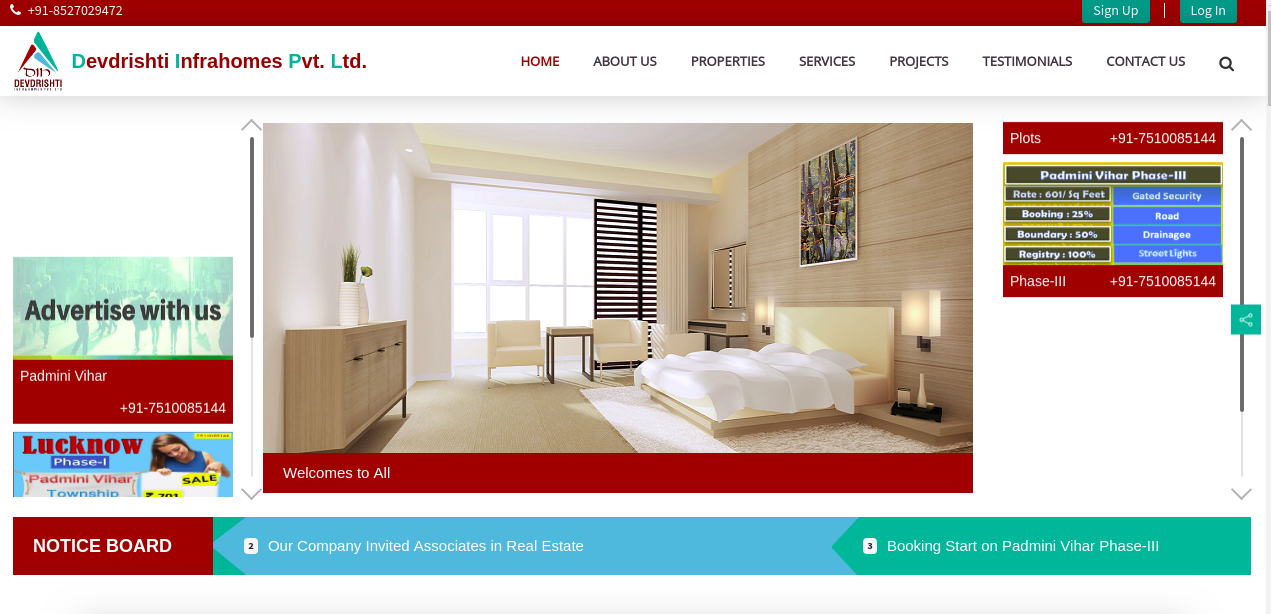 +91-8527029472
Sign Up
Log In
DEVDRISHTI
Devdrishti Infrahomes Pvt. Ltd.
HOME
ABOUT US
PROPERTIES
SERVICES
PROJECTS
TESTIMONIALS
CONTACT US
Advertise with us
Padmini Vihar
+91-7510085144
Lucknow
Phase-I
Padmini Vihar
Township
SALE
₹ 701
Welcomes to All
Plots +91-7510085144
Padmini Vihar Phase-III
Rate : 601/ Sq Feet Gated Security
Booking : 25% Road
Boundary : 50% Drainagee
Registry : 100% Street Lights
Phase-III +91-7510085144
NOTICE BOARD
2 Our Company Invited Associates in Real Estate
3 Booking Start on Padmini Vihar Phase-III